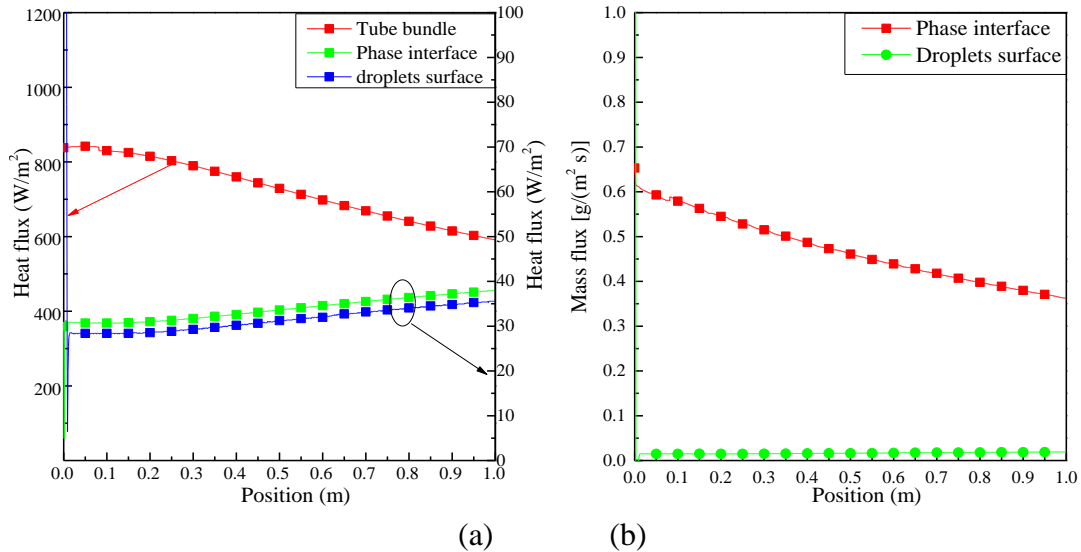 1200
1000
800
600
400
200
Heat flux (W/m²)
Tube bundle
Phase interface
droplets surface
100
90
80
70
60
50
40
30
20
10
0
Heat flux (W/m²)
0.0 0.1 0.2 0.3 0.4 0.5 0.6 0.7 0.8 0.9 1.0
Position (m)
(a)
1.0
0.9
0.8
0.7
0.6
0.5
0.4
0.3
0.2
0.1
0.0
Mass flux [g/(m² s)]
Phase interface
Droplets surface
0.0 0.1 0.2 0.3 0.4 0.5 0.6 0.7 0.8 0.9 1.0
Position (m)
(b)